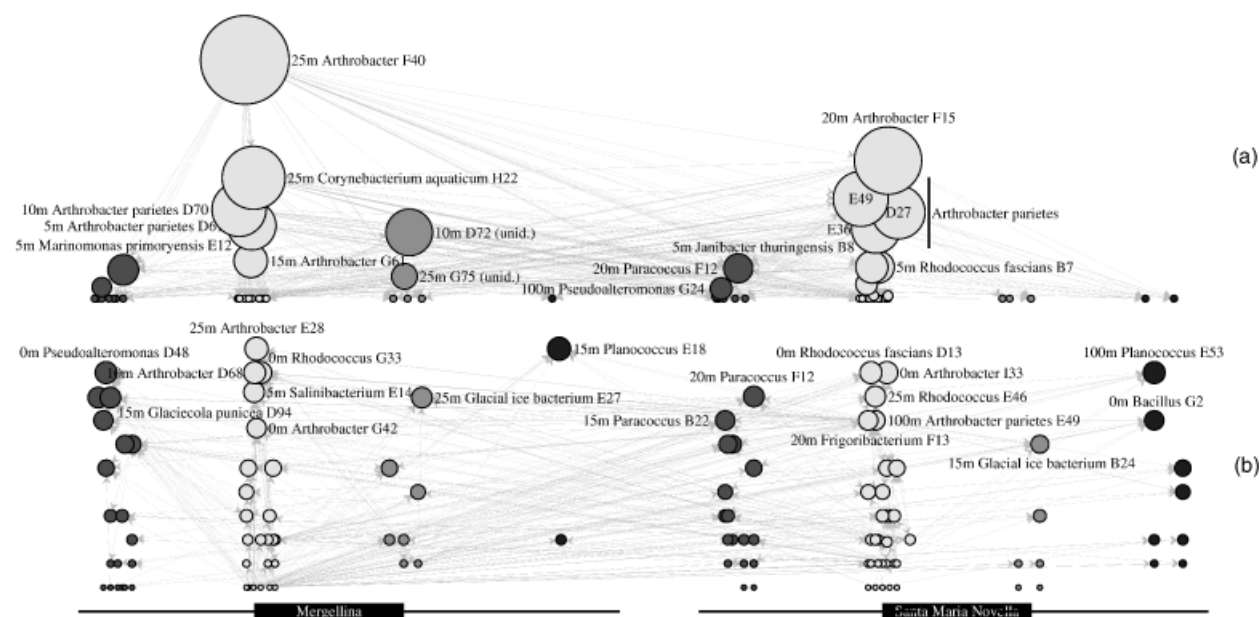 25m Arthrobacter F40
20m Arthrobacter F15
(a)
25m Corynebacterium aquaticum H22
10m Arthrobacter parietes D70
E49
D27
Arthrobacter parietes
5m Arthrobacter parietes D6
E36
10m D72 (unid.)
5m Marinomonas primoryensis E12
5m Janibacter thuringensis B8
15m Arthrobacter G6
20m Paracoccus F12
5m Rhodococcus fascians B7
25m G75 (unid.)
100m Pseudoalteromonas G24
25m Arthrobacter E28
0m Pseudoalteromonas D48
0m Rhodococcus G33
15m Planococcus E18
0m Rhodococcus fascians D13
100m Planococcus E53
10m Arthrobacter D68
20m Paracoccus F12
0m Arthrobacter I33
5m Salinibacterium E14
25m Glacial ice bacterium E27
25m Rhodococcus E46
0m Bacillus G2
15m Glaciecola punicea D94
15m Paracoccus B22
100m Arthrobacter parietes E49
0m Arthrobacter G42
20m Frigoribacterium F13
15m Glacial ice bacterium B24
(b)
Mergellina
Santa Maria Novella